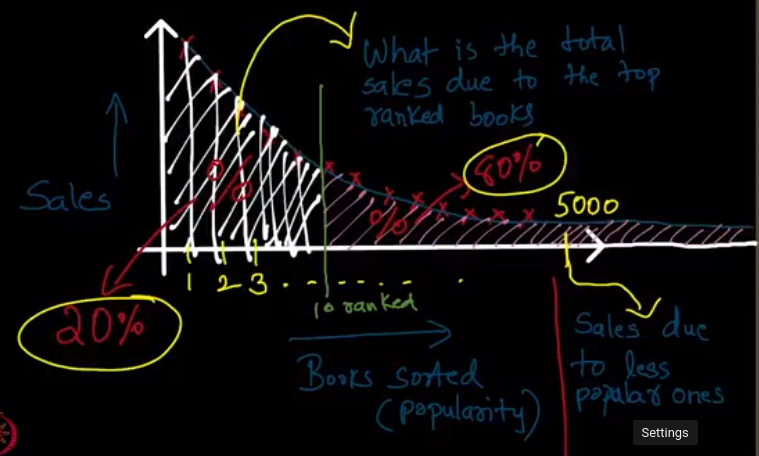 What is the total
sales due to the top
ranked books
80%
%
%
Sales
5000
1 2 3 . - - - - - - .
10 ranked
20%
Books sorted
(popularity)
Sales due
to less
popular ones
Settings